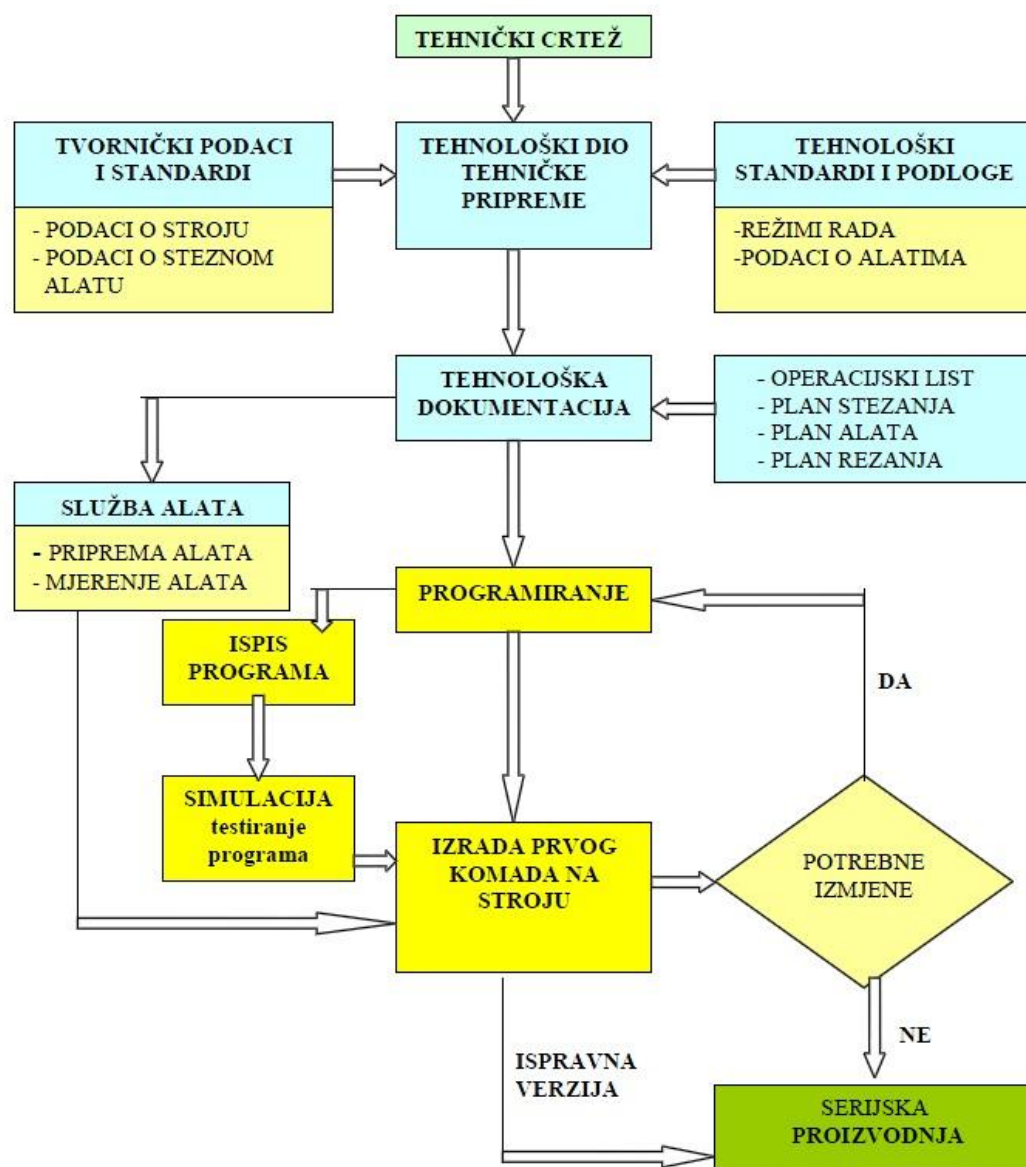 TEHNIČKI CRTEŽ
TVORNIČKI PODACI
I STANDARDI
- PODACI O STROJU
- PODACI O STEZNOM
ALATU
TEHNOLOŠKI DIO
TEHNIČKE
PRIPREME
TEHNOLOŠKI
STANDARDI I PODLOGE
-REŽIMI RADA
-PODACI O ALATIMA
TEHNOLOŠKA
DOKUMENTACIJA
- OPERACIJSKI LIST
- PLAN STEZANJA
- PLAN ALATA
- PLAN REZANJA
SLUŽBA ALATA
- PRIPREMA ALATA
- MJERENJE ALATA
PROGRAMIRANJE
ISPIS
PROGRAMA
DA
SIMULACIJA
testiranje
programa
IZRADA PRVOG
KOMADA NA
STROJU
POTREBNE
IZMJENE
NE
ISPRAVNA
VERZIJA
SERIJSKA
PROIZVODNJA